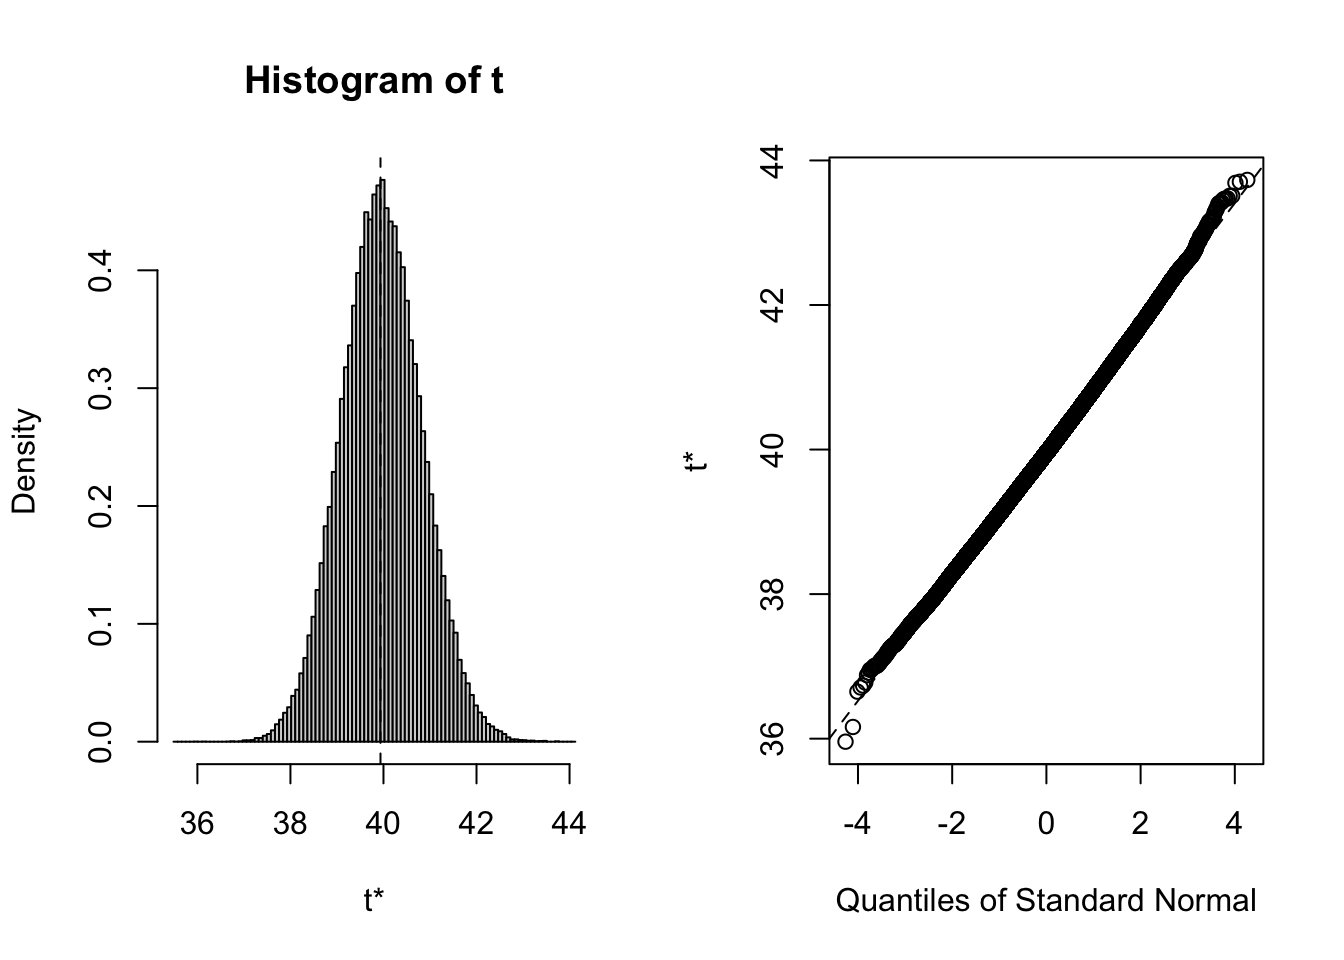 Histogram of t
Density
0.0 0.1 0.2 0.3 0.4
36 38 40 42 44
t*
t*
36 38 40 42 44
-4 -2 0 2 4
Quantiles of Standard Normal